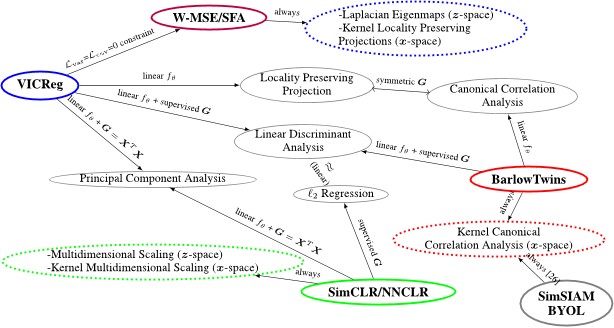 W-MSE/SFA
always
-Laplacian Eigenmaps (z-space)
-Kernel Locality Preserving
Projections (x-space)
ℒ_var=ℒ_cov=0 constraint
VICReg
linear f_θ
Locality Preserving
Projection
symmetric G
Canonical Correlation
Analysis
linear f_θ + supervised G
linear f_θ + G = X^T X
Linear Discriminant
Analysis
linear f_θ + supervised G
linear f_θ
Principal Component Analysis
≈
(linear)
ℓ_2 Regression
BarlowTwins
always
linear f_θ + G = X^T X
supervised G
Kernel Canonical
Correlation Analysis (x-space)
-Multidimensional Scaling (z-space)
-Kernel Multidimensional Scaling (x-space)
always
always [26]
SimCLR/NNCLR
SimSIAM
BYOL